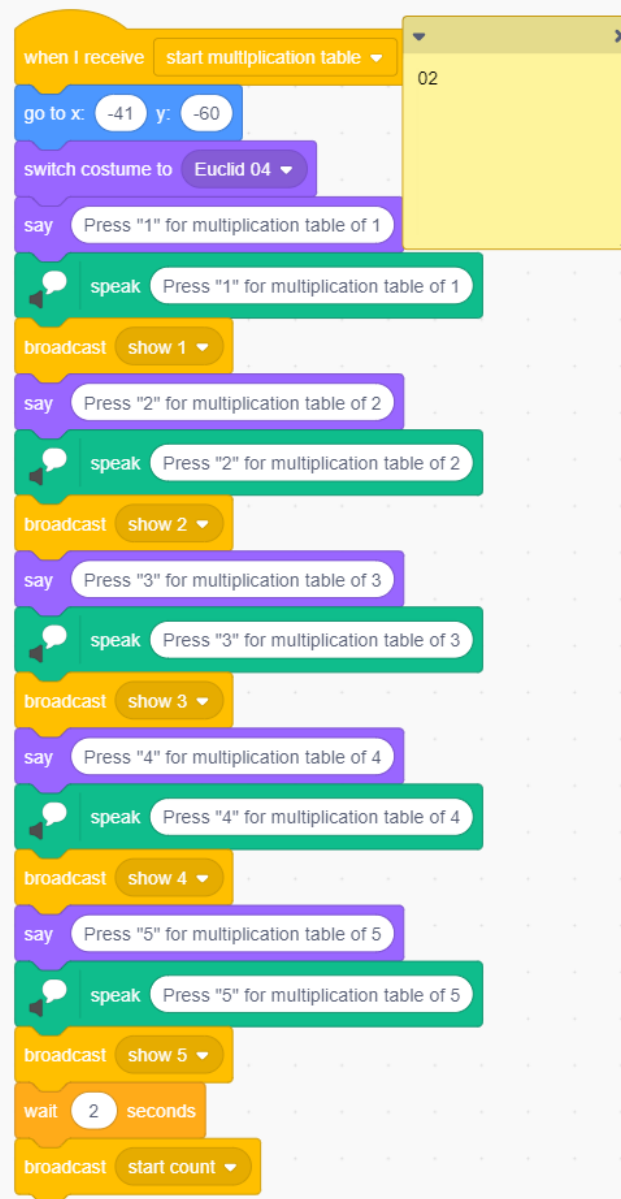 when I receive start multiplication table
02
go to x: -41 y: -60
switch costume to Euclid 04
say Press "1" for multiplication table of 1
speak Press "1" for multiplication table of 1
broadcast show 1
say Press "2" for multiplication table of 2
speak Press "2" for multiplication table of 2
broadcast show 2
say Press "3" for multiplication table of 3
speak Press "3" for multiplication table of 3
broadcast show 3
say Press "4" for multiplication table of 4
speak Press "4" for multiplication table of 4
broadcast show 4
say Press "5" for multiplication table of 5
speak Press "5" for multiplication table of 5
broadcast show 5
wait 2 seconds
broadcast start count